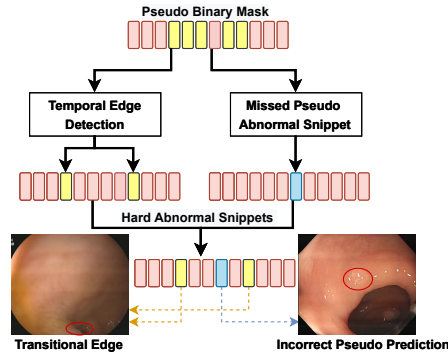 Pseudo Binary Mask
Temporal Edge
Detection
Missed Pseudo
Abnormal Snippet
Hard Abnormal Snippets
Transitional Edge
Incorrect Pseudo Prediction